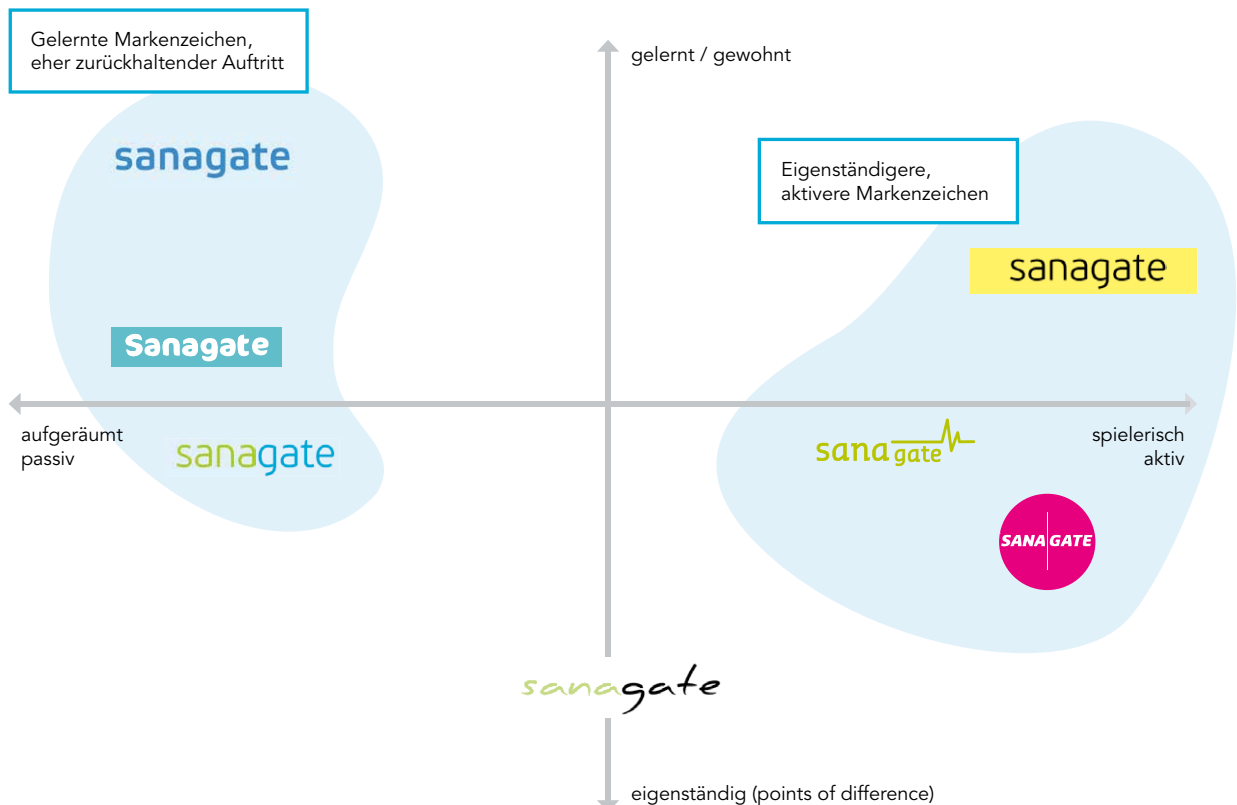 Gelernte Markenzeichen,
eher zurückhaltender Auftritt
gelernt / gewohnt
sanagate
Eigenständigere,
aktivere Markenzeichen
sanagate
Sanagate
aufgeräumt
passiv
sanagate
sana gate
spielerisch
aktiv
SANA GATE
sanagate
eigenständig (points of difference)